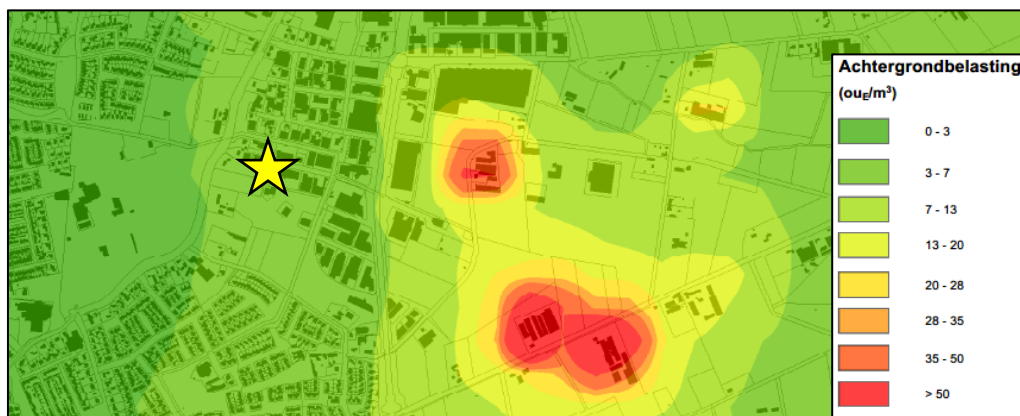 Achtergrondbelasting
(ouE/m³)
0 - 3
3 - 7
7 - 13
13 - 20
20 - 28
28 - 35
35 - 50
> 50